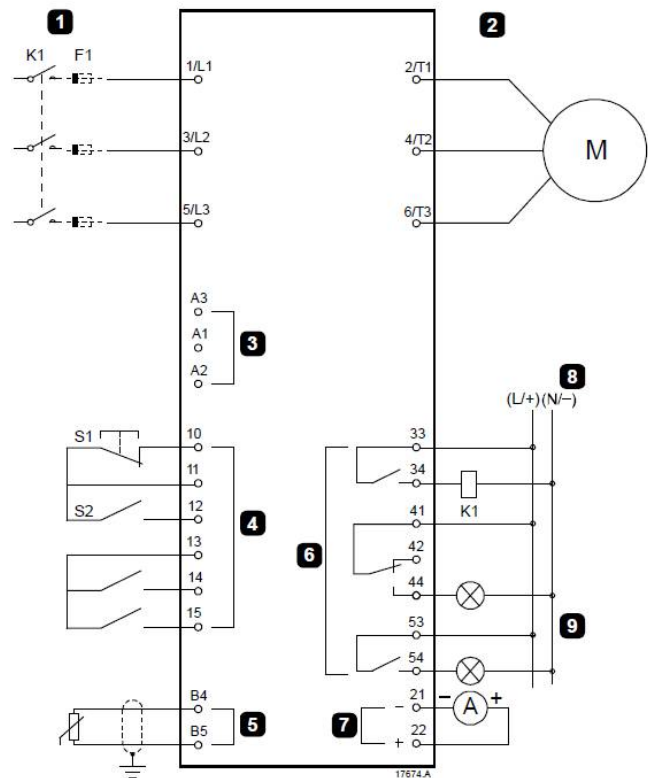 1
2
K1 F1
1/L1
2/T1
3/L2
4/T2
M
5/L3
6/T3
A3
A1
3
A2
8
(L/+) (N/–)
S1
10
33
11
34
S2
12
K1
4
41
13
6
42
14
44
15
53
9
54
B4
21
– A +
–
5
7
B5
22
+
17674.A